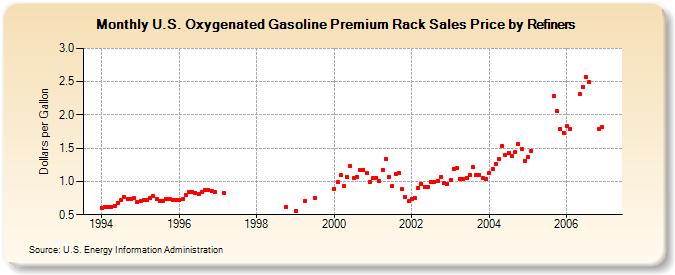 Monthly U.S. Oxygenated Gasoline Premium Rack Sales Price by Refiners
Dollars per Gallon
3.0
2.5
2.0
1.5
1.0
0.5
1994 1996 1998 2000 2002 2004 2006
Source: U.S. Energy Information Administration